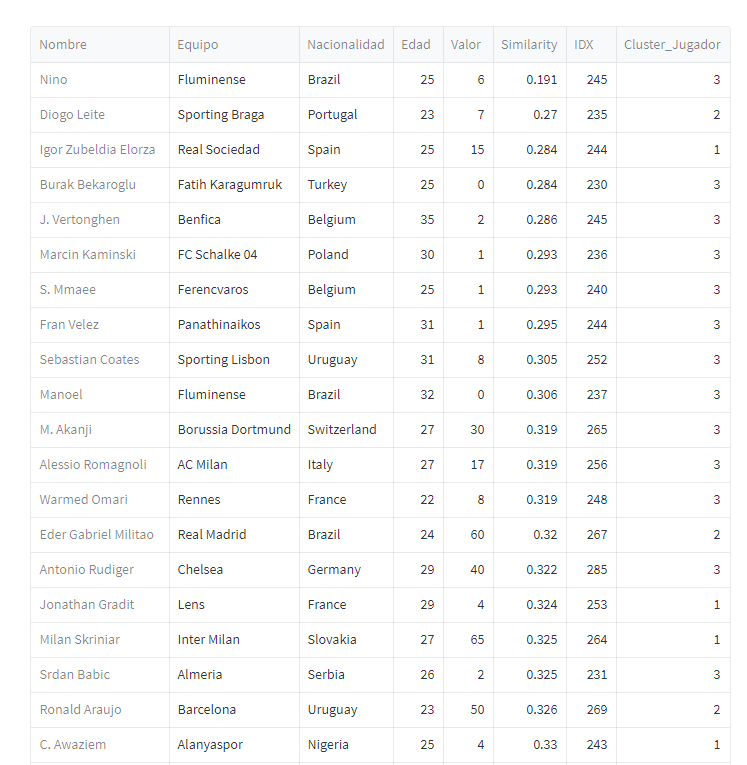 Nombre Equipo Nacionalidad Edad Valor Similarity IDX Cluster_Jugador
Nino Fluminense Brazil 25 6 0.191 245 3
Diogo Leite Sporting Braga Portugal 23 7 0.27 235 2
Igor Zubeldia Elorza Real Sociedad Spain 25 15 0.284 244 1
Burak Bekaroglu Fatih Karagumruk Turkey 25 0 0.284 230 3
J. Vertonghen Benfica Belgium 35 2 0.286 245 3
Marcin Kaminski FC Schalke 04 Poland 30 1 0.293 236 3
S. Mmaee Ferencvaros Belgium 25 1 0.293 240 3
Fran Velez Panathinaikos Spain 31 1 0.295 244 3
Sebastian Coates Sporting Lisbon Uruguay 31 8 0.305 252 3
Manoel Fluminense Brazil 32 0 0.306 237 3
M. Akanji Borussia Dortmund Switzerland 27 30 0.319 265 3
Alessio Romagnoli AC Milan Italy 27 17 0.319 256 3
Warmed Omari Rennes France 22 8 0.319 248 3
Eder Gabriel Militao Real Madrid Brazil 24 60 0.32 267 2
Antonio Rudiger Chelsea Germany 29 40 0.322 285 3
Jonathan Gradit Lens France 29 4 0.324 253 1
Milan Skriniar Inter Milan Slovakia 27 65 0.325 264 1
Srdan Babic Almeria Serbia 26 2 0.325 231 3
Ronald Araujo Barcelona Uruguay 23 50 0.326 269 2
C. Awaziem Alanyaspor Nigeria 25 4 0.33 243 1